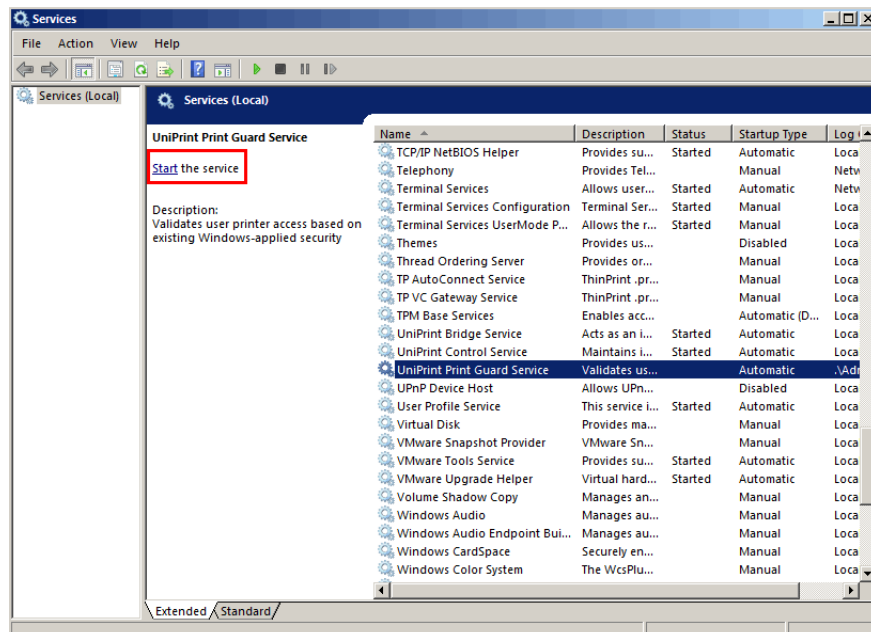 Services
File Action View Help
Services (Local)
Services (Local)
UniPrint Print Guard Service
Start the service
Description:
Validates user printer access based on
existing Windows-applied security
Name Description Status Startup Type Log
TCP/IP NetBIOS Helper Provides su... Started Automatic Loca
Telephony Provides Tel... Manual Netw
Terminal Services Allows user... Started Automatic Netw
Terminal Services Configuration Terminal Ser... Started Manual Loca
Terminal Services UserMode P... Allows the r... Started Manual Loca
Themes Provides us... Disabled Loca
Thread Ordering Server Provides or... Manual Loca
TP AutoConnect Service ThinPrint .pr... Manual Loca
TP VC Gateway Service ThinPrint .pr... Manual Loca
TPM Base Services Enables acc... Automatic (D... Loca
UniPrint Bridge Service Acts as an i... Started Automatic Loca
UniPrint Control Service Maintains i... Started Automatic Loca
UniPrint Print Guard Service Validates us... Automatic .\Adr
UPnP Device Host Allows UPn... Disabled Loca
User Profile Service This service i... Started Automatic Loca
Virtual Disk Provides ma... Manual Loca
VMware Snapshot Provider VMware Sn... Manual Loca
VMware Tools Service Provides su... Started Automatic Loca
VMware Upgrade Helper Virtual hard... Started Automatic Loca
Volume Shadow Copy Manages an... Manual Loca
Windows Audio Manages au... Manual Loca
Windows Audio Endpoint Bui... Manages au... Manual Loca
Windows CardSpace Securely en... Manual Loca
Windows Color System The WcsPlu... Manual Loca
Extended Standard